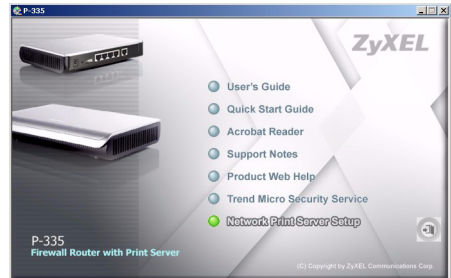 P-335
ZyXEL
User's Guide
Quick Start Guide
Acrobat Reader
Support Notes
Product Web Help
Trend Micro Security Service
Network Print Server Setup
P-335
Firewall Router with Print Server
(C) Copyright by ZyXEL Communications Corp.